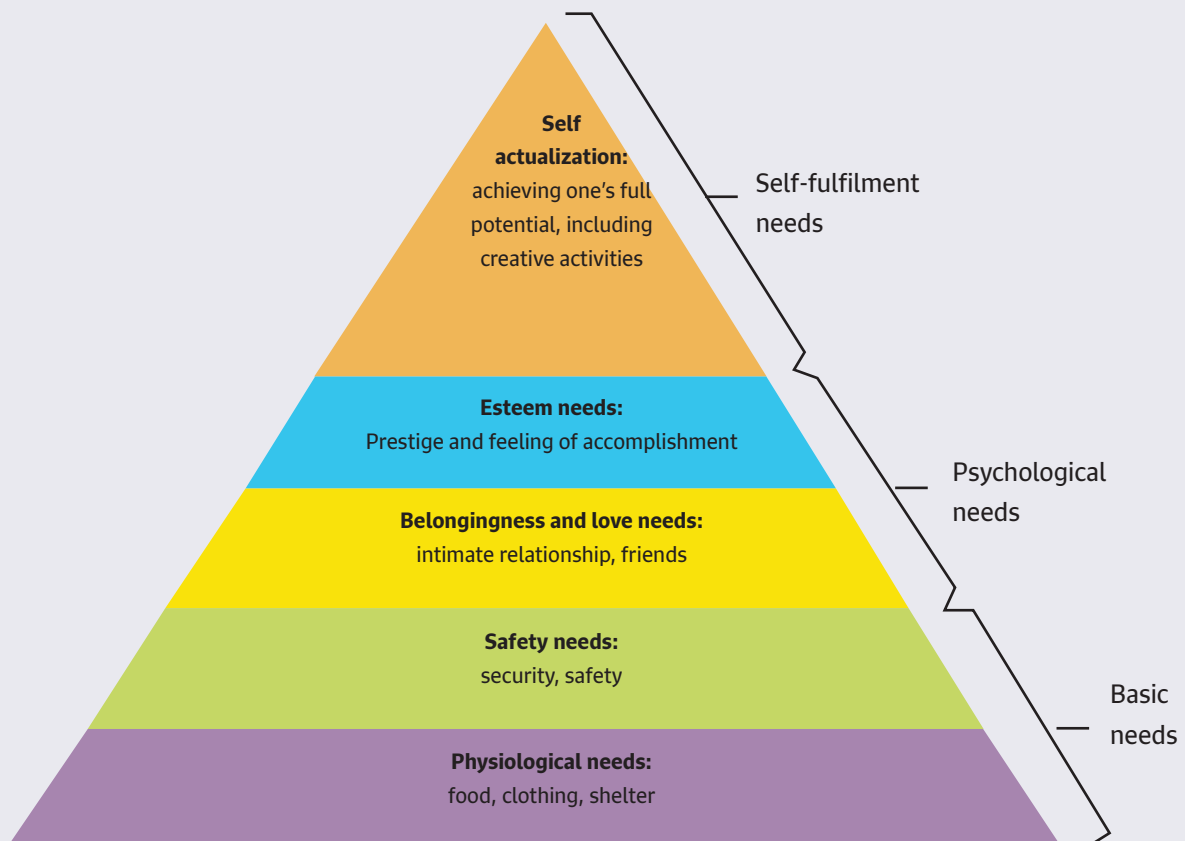 Self
actualization:
achieving one's full
potential, including
creative activities
Self-fulfilment
needs
Esteem needs:
Prestige and feeling of accomplishment
Psychological
needs
Belongingness and love needs:
intimate relationship, friends
Safety needs:
security, safety
Basic
needs
Physiological needs:
food, clothing, shelter